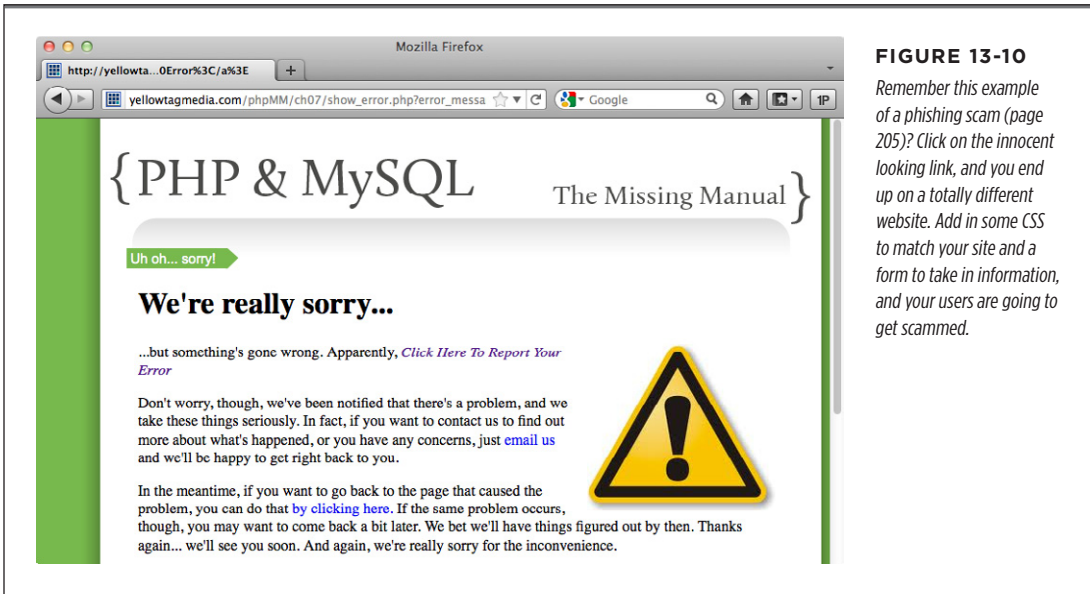 Mozilla Firefox
http://yellowta...0Error%3C/a%3E
+
yellowtagmedia.com/phpMM/ch07/show_error.php?error_messa
Google
1P
{PHP & MySQL
The Missing Manual}
Uh oh... sorry!
We're really sorry...
...but something's gone wrong. Apparently, Click Here To Report Your
Error
Don't worry, though, we've been notified that there's a problem, and we
take these things seriously. In fact, if you want to contact us to find out
more about what's happened, or you have any concerns, just email us
and we'll be happy to get right back to you.
In the meantime, if you want to go back to the page that caused the
problem, you can do that by clicking here. If the same problem occurs,
though, you may want to come back a bit later. We bet we'll have things figured out by then. Thanks
again... we'll see you soon. And again, we're really sorry for the inconvenience.
FIGURE 13-10
Remember this example
of a phishing scam (page
205)? Click on the innocent
looking link, and you end
up on a totally different
website. Add in some CSS
to match your site and a
form to take in information,
and your users are going to
get scammed.